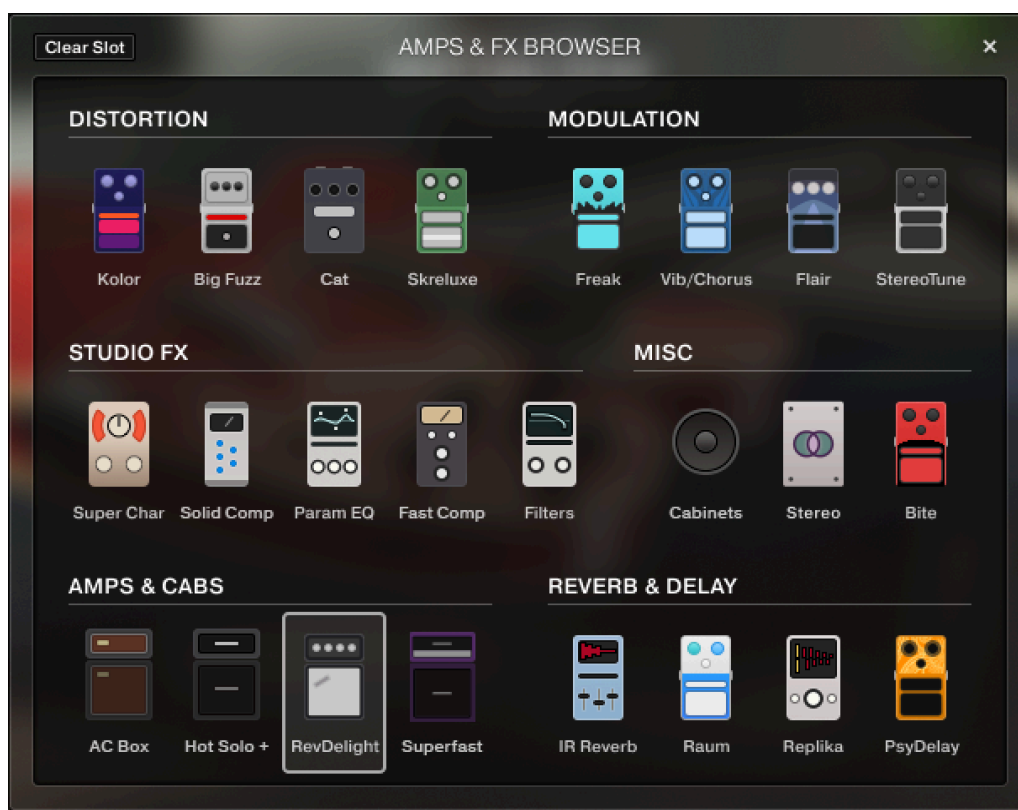 Clear Slot
AMPS & FX BROWSER
×
DISTORTION
Kolor
Big Fuzz
Cat
Skreluxe
MODULATION
Freak
Vib/Chorus
Flair
StereoTune
STUDIO FX
Super Char
Solid Comp
Param EQ
Fast Comp
Filters
MISC
Cabinets
Stereo
Bite
AMPS & CABS
AC Box
Hot Solo +
RevDelight
Superfast
REVERB & DELAY
IR Reverb
Raum
Replika
PsyDelay